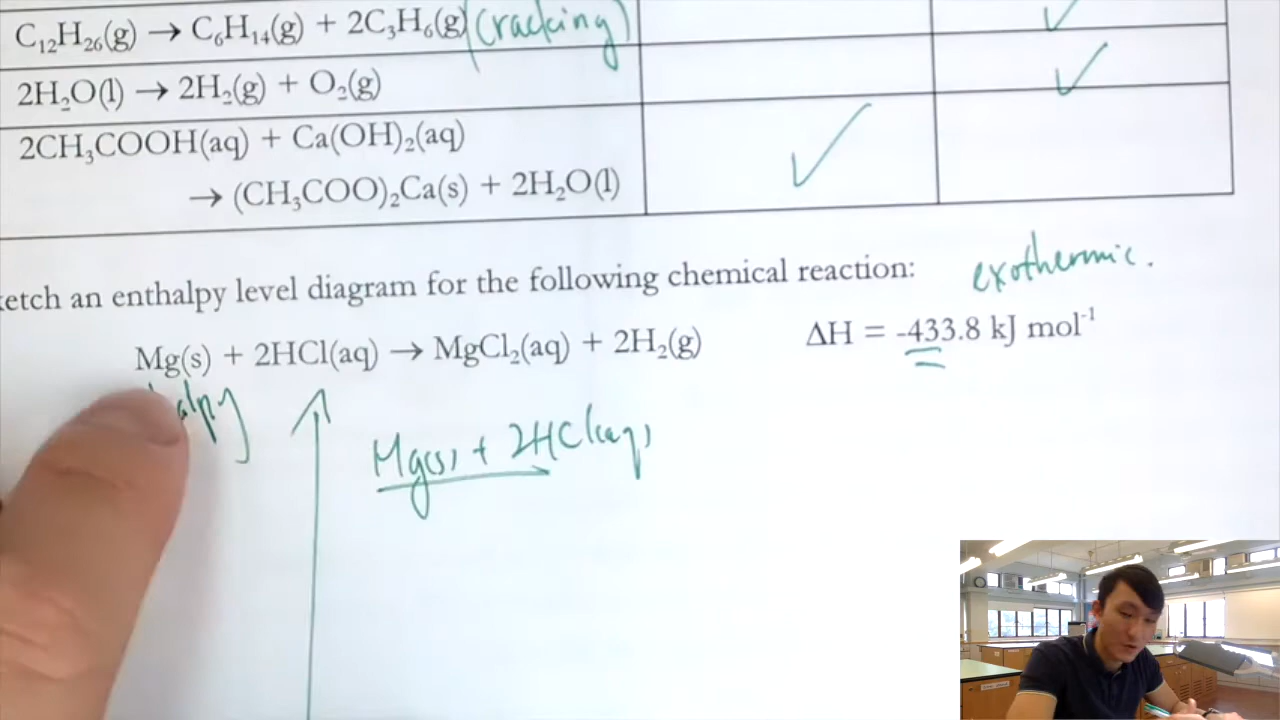 C₁₂H₂₆(g) → C₆H₁₄(g) + 2C₃H₆(g) (cracking)
2H₂O(l) → 2H₂(g) + O₂(g)
2CH₃COOH(aq) + Ca(OH)₂(aq)
→ (CH₃COO)₂Ca(s) + 2H₂O(l)
etch an enthalpy level diagram for the following chemical reaction: exothermic.
Mg(s) + 2HCl(aq) → MgCl₂(aq) + 2H₂(g) ΔH = -433.8 kJ mol⁻¹
alpy
Mg(s) + 2HCl(aq)